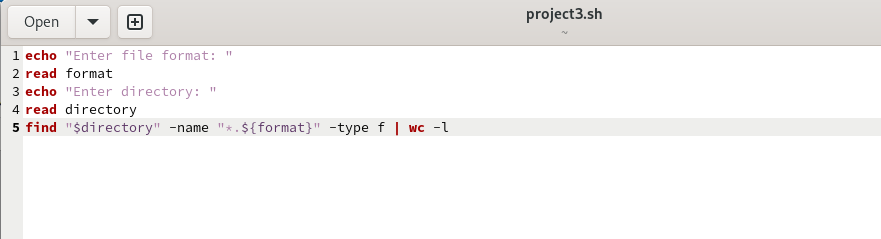 Open
project3.sh
~
1 echo "Enter file format: "
2 read format
3 echo "Enter directory: "
4 read directory
5 find "$directory" -name "*.${format}" -type f | wc -l